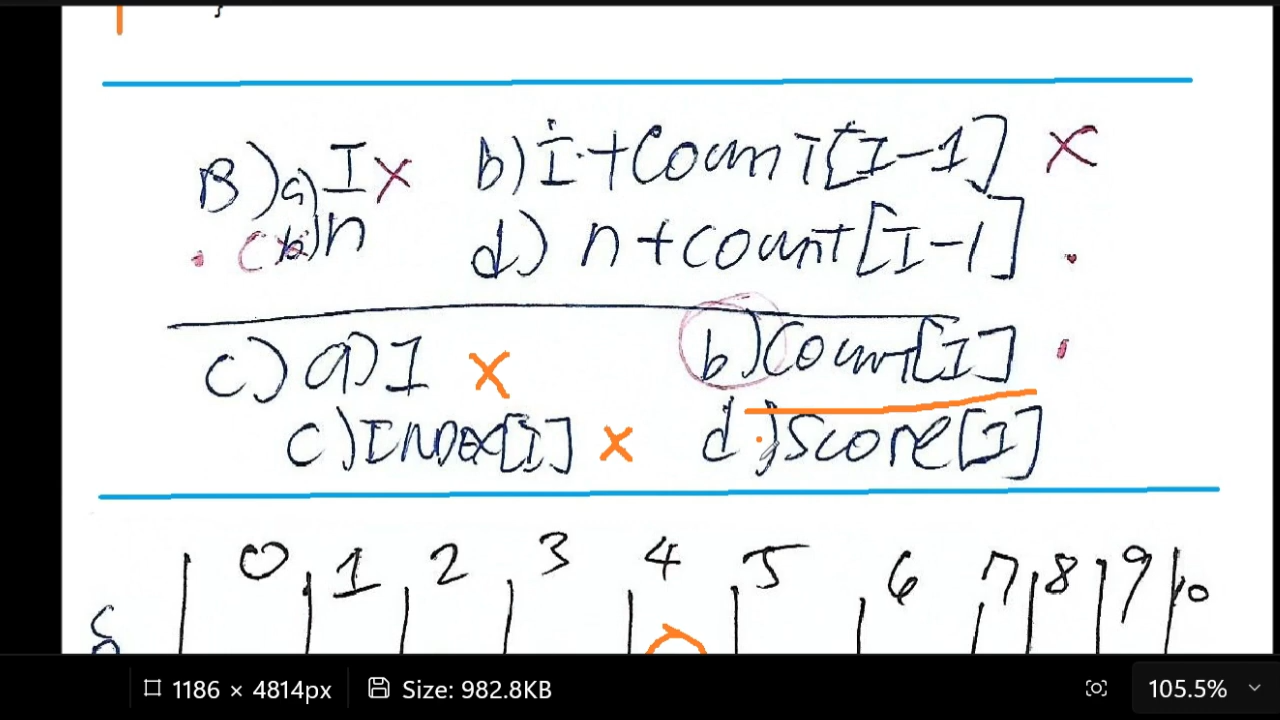 B) a) I × b) I + Count[I-1] ×
c) n d) n + count[I-1]
C) a) I × b) Count[I]
c) Index[I] × d) Score[I]
0 1 2 3 4 5 6 7 8 9 10
1186 × 4814px Size: 982.8KB 105.5%